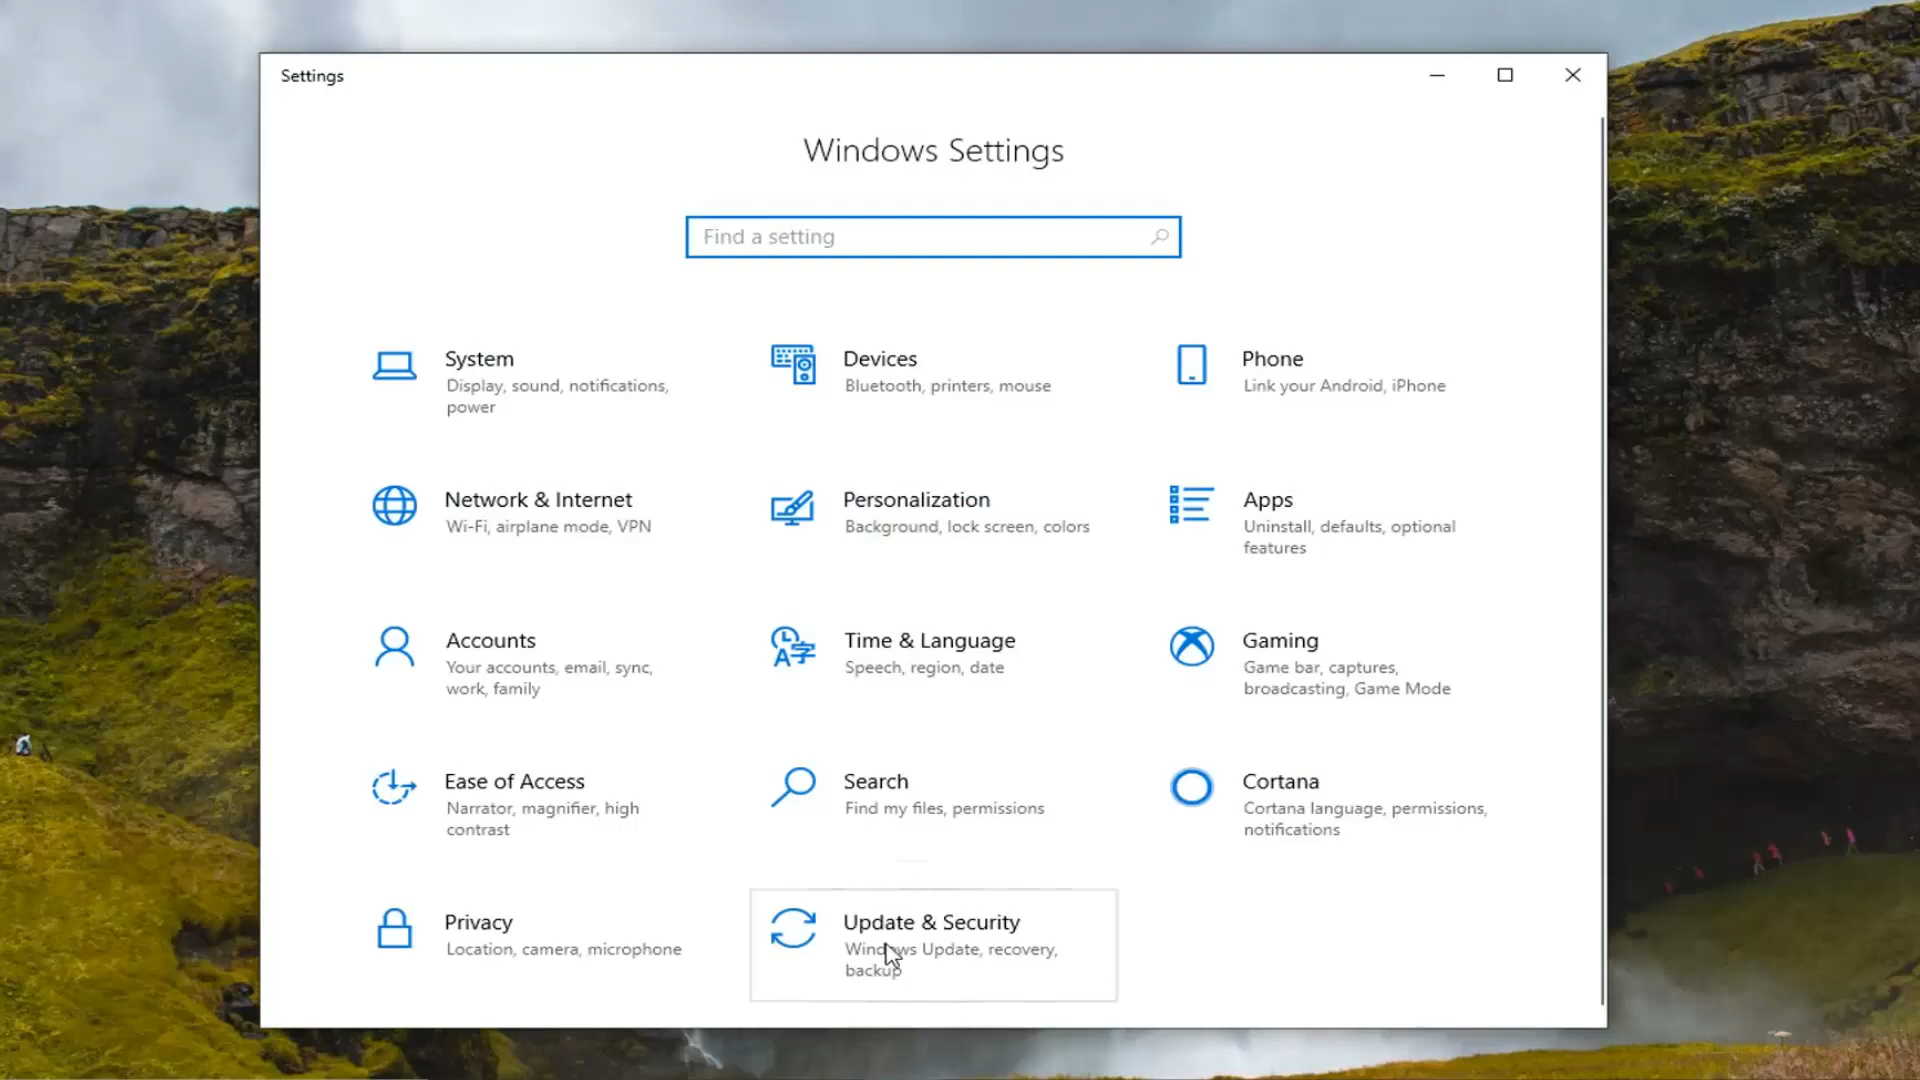 Settings
Windows Settings
Find a setting
System
Display, sound, notifications,
power
Devices
Bluetooth, printers, mouse
Phone
Link your Android, iPhone
Network & Internet
Wi-Fi, airplane mode, VPN
Personalization
Background, lock screen, colors
Apps
Uninstall, defaults, optional
features
Accounts
Your accounts, email, sync,
work, family
Time & Language
Speech, region, date
Gaming
Game bar, captures,
broadcasting, Game Mode
Ease of Access
Narrator, magnifier, high
contrast
Search
Find my files, permissions
Cortana
Cortana language, permissions,
notifications
Privacy
Location, camera, microphone
Update & Security
Windows Update, recovery,
backup